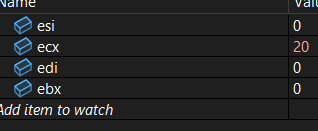 Name Valu
esi 0
ecx 20
edi 0
ebx 0
Add item to watch